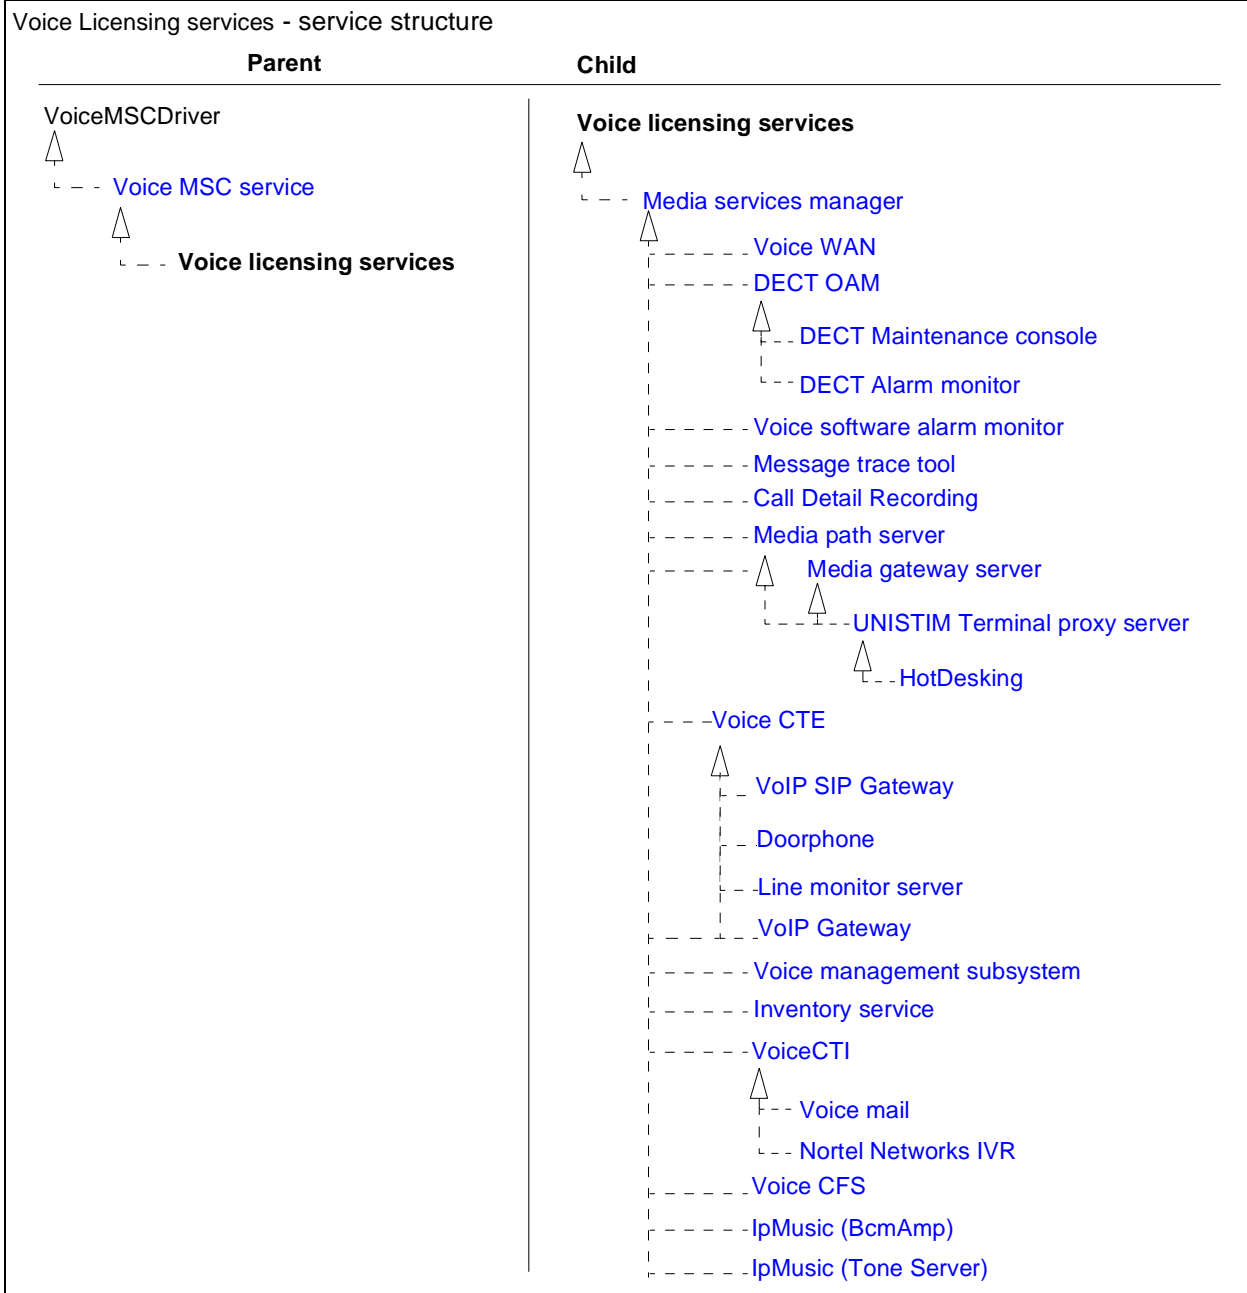 Voice Licensing services - service structure
Parent
Child
VoiceMSCDriver
Voice MSC service
Voice licensing services
Voice licensing services
Media services manager
Voice WAN
DECT OAM
DECT Maintenance console
DECT Alarm monitor
Voice software alarm monitor
Message trace tool
Call Detail Recording
Media path server
Media gateway server
UNISTIM Terminal proxy server
HotDesking
Voice CTE
VoIP SIP Gateway
Doorphone
Line monitor server
VoIP Gateway
Voice management subsystem
Inventory service
VoiceCTI
Voice mail
Nortel Networks IVR
Voice CFS
IpMusic (BcmAmp)
IpMusic (Tone Server)